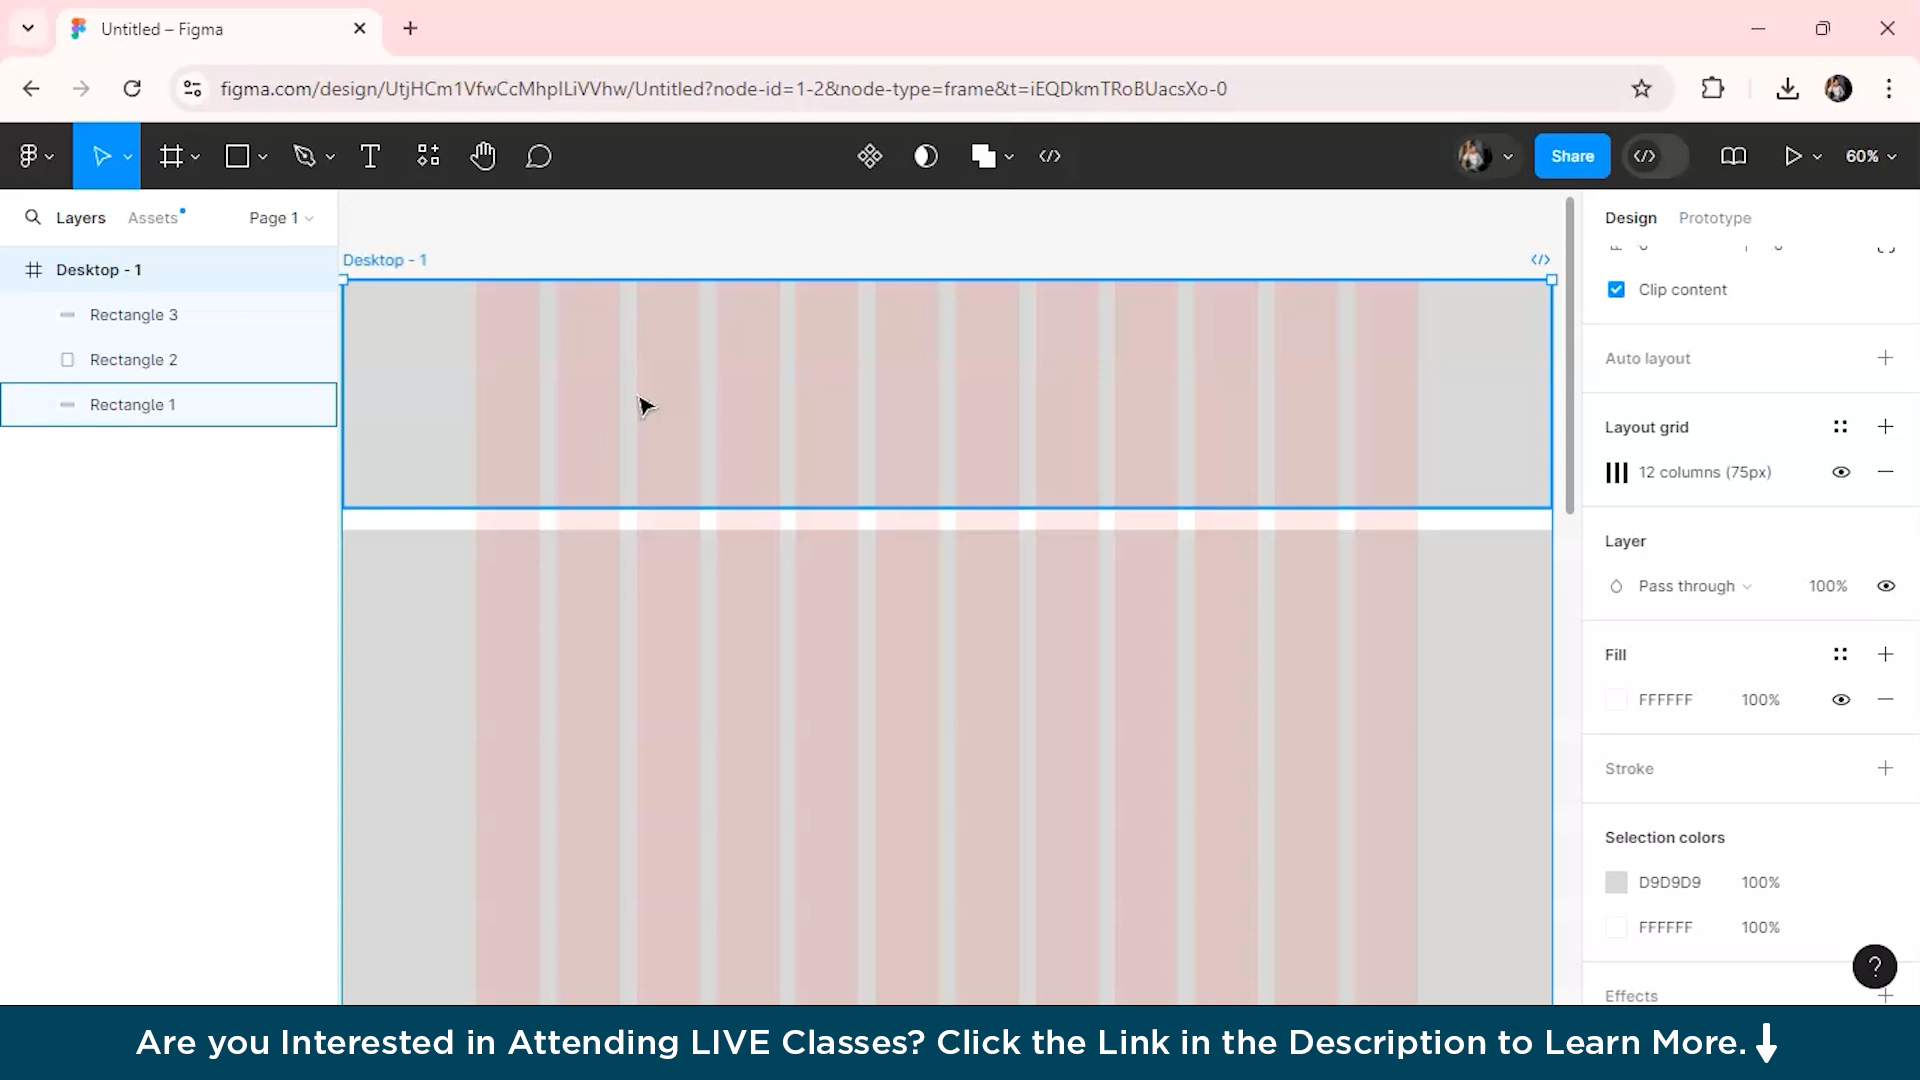 Untitled – Figma
figma.com/design/UtjHCm1VfwCcMhpILiVVhw/Untitled?node-id=1-2&node-type=frame&t=iEQDkmTRoBUacsXo-0
Share
60%
Layers
Assets
Page 1
Design
Prototype
Desktop - 1
Rectangle 3
Rectangle 2
Rectangle 1
Desktop - 1
Clip content
Auto layout
Layout grid
12 columns (75px)
Layer
Pass through
100%
Fill
FFFFFF
100%
Stroke
Selection colors
D9D9D9
100%
FFFFFF
100%
?
Effects
Are you Interested in Attending LIVE Classes? Click the Link in the Description to Learn More.